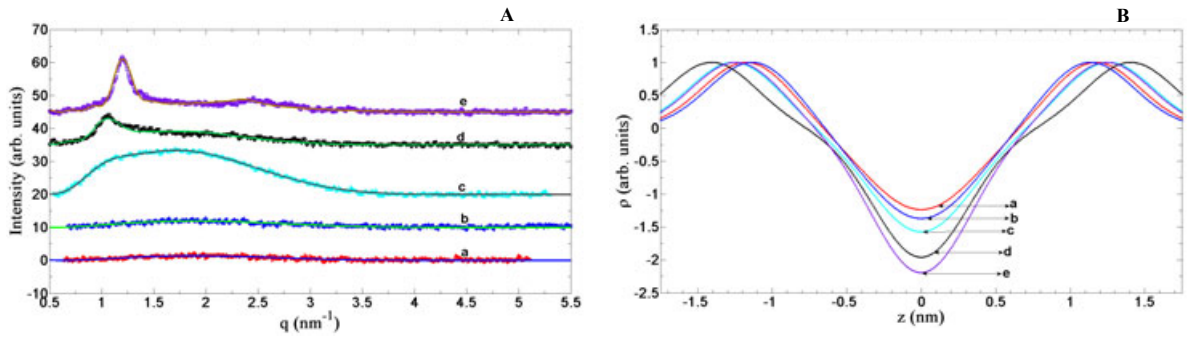 A
70
60
50
40
30
20
10
0
-10
0.5 1 1.5 2 2.5 3 3.5 4 4.5 5 5.5
Intensity (arb. units)
q (nm-1)
e
d
c
b
a
B
1.5
1
0.5
0
-0.5
-1
-1.5
-2
-2.5
-1.5 -1 -0.5 0 0.5 1 1.5
ρ (arb. units)
z (nm)
a
b
c
d
e